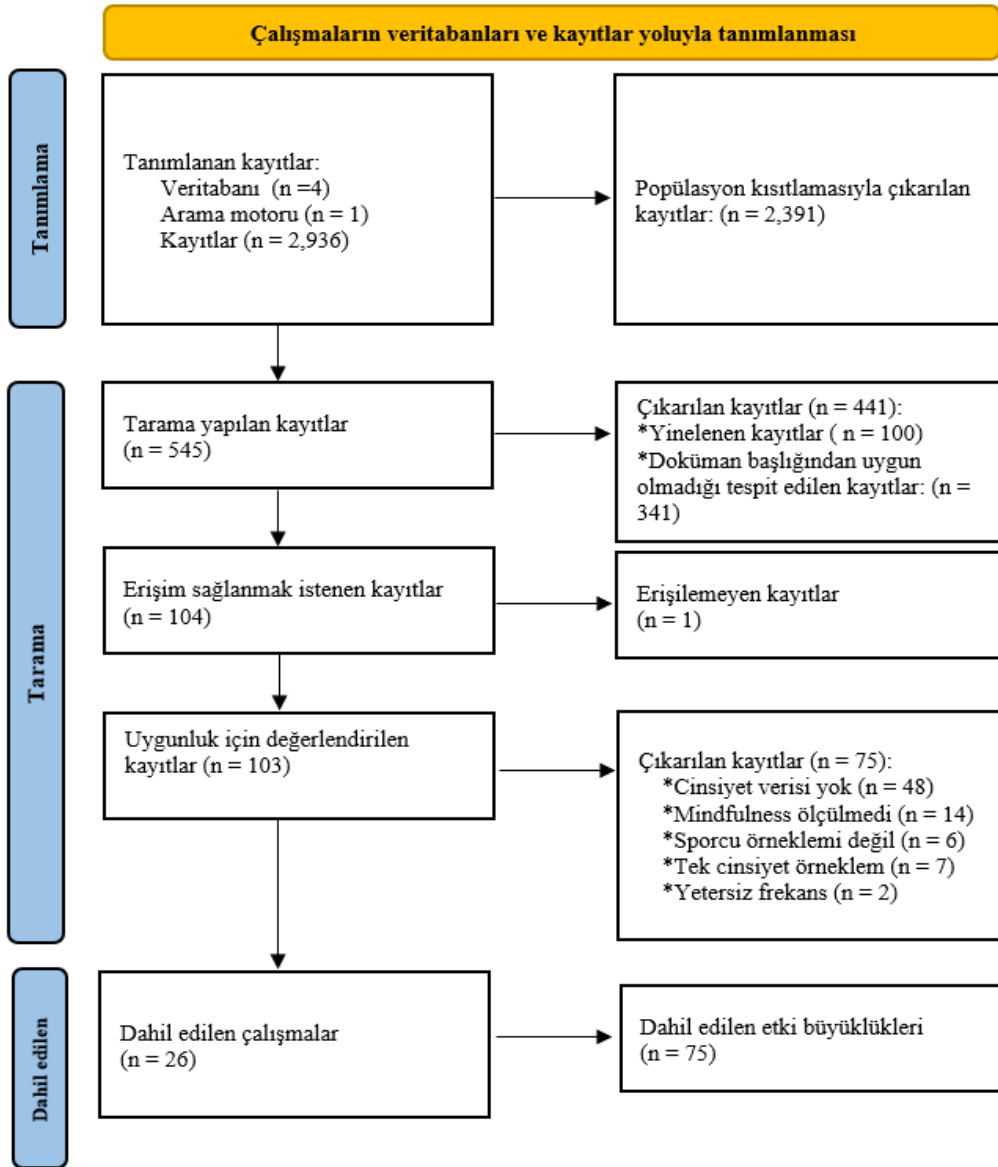 Çalışmaların veritabanları ve kayıtlar yoluyla tanımlanması
Tanımlama
Tanımlanan kayıtlar:
Veritabanı (n =4)
Arama motoru (n = 1)
Kayıtlar (n = 2,936)
Popülasyon kısıtlamasıyla çıkarılan
kayıtlar: (n = 2,391)
Tarama
Tarama yapılan kayıtlar
(n = 545)
Çıkarılan kayıtlar (n = 441):
*Yinelenen kayıtlar ( n = 100)
*Doküman başlığından uygun
olmadığı tespit edilen kayıtlar: (n =
341)
Erişim sağlanmak istenen kayıtlar
(n = 104)
Erişilemeyen kayıtlar
(n = 1)
Uygunluk için değerlendirilen
kayıtlar (n = 103)
Çıkarılan kayıtlar (n = 75):
*Cinsiyet verisi yok (n = 48)
*Mindfulness ölçülmedi (n = 14)
*Sporcu örneklemi değil (n = 6)
*Tek cinsiyet örneklem (n = 7)
*Yetersiz frekans (n = 2)
Dahil edilen
Dahil edilen çalışmalar
(n = 26)
Dahil edilen etki büyüklükleri
(n = 75)